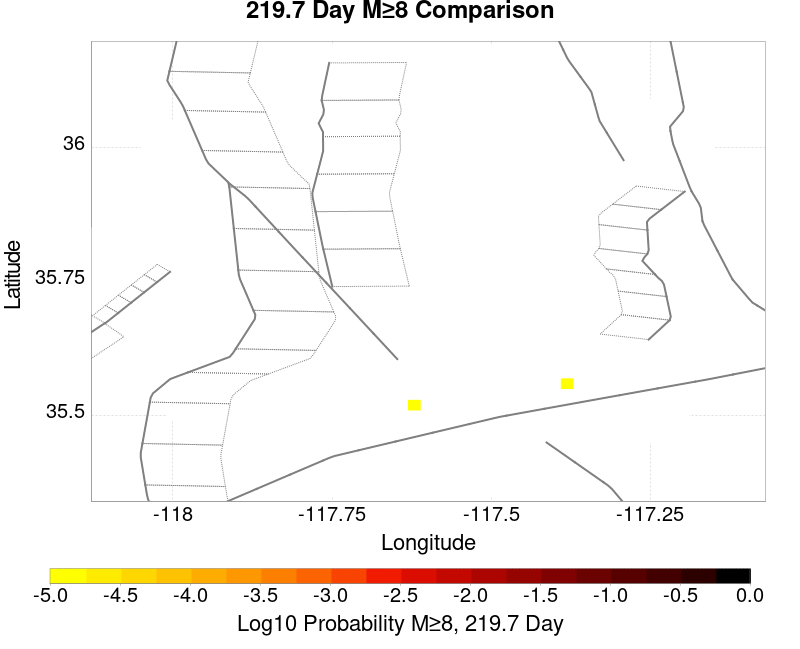 219.7 Day M≥8 Comparison
36
35.75
35.5
Latitude
-118 -117.75 -117.5 -117.25
Longitude
-5.0 -4.5 -4.0 -3.5 -3.0 -2.5 -2.0 -1.5 -1.0 -0.5 0.0
Log10 Probability M≥8, 219.7 Day